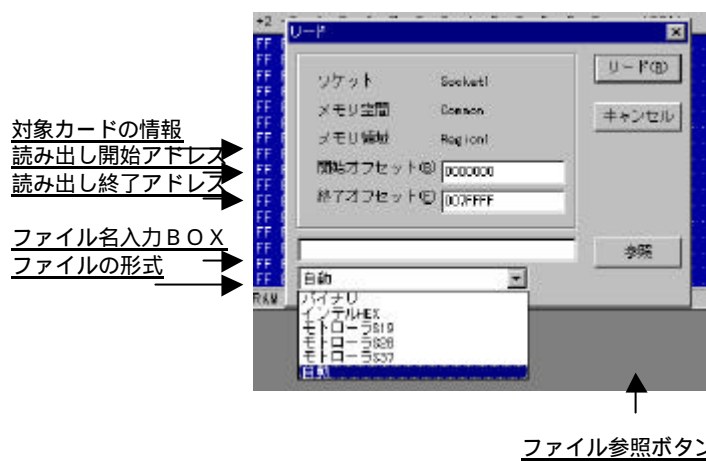 +2
リード
リード(R)
ソケット Socket1
メモリ空間 Common
キャンセル
メモリ領域 Region1
対象カードの情報
読み出し開始アドレス
開始オフセット(S) 0000000
読み出し終了アドレス
終了オフセット(E) 007FFFF
ファイル名入力BOX
参照
ファイルの形式
自動
RAM
バイナリ
インテルHEX
モトローラS19
モトローラS28
モトローラS37
自動
ファイル参照ボタン